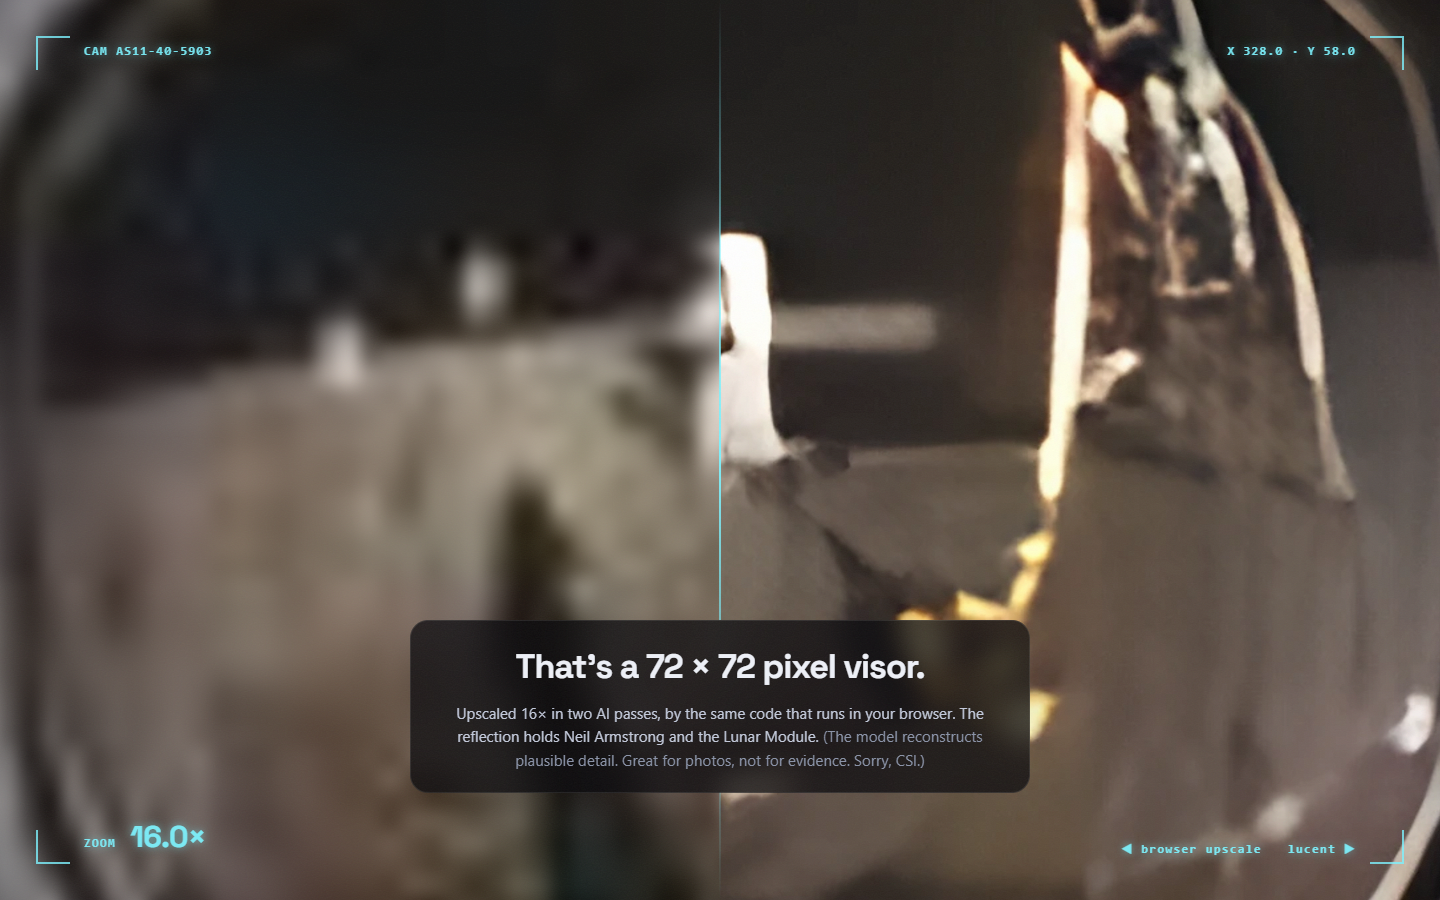 CAM AS11-40-5903
X 328.0 - Y 58.0
That's a 72 × 72 pixel visor.
Upscaled 16× in two AI passes, by the same code that runs in your browser. The
reflection holds Neil Armstrong and the Lunar Module. (The model reconstructs
plausible detail. Great for photos, not for evidence. Sorry, CSI.)
ZOOM 16.0×
◀ browser upscale lucent ▶